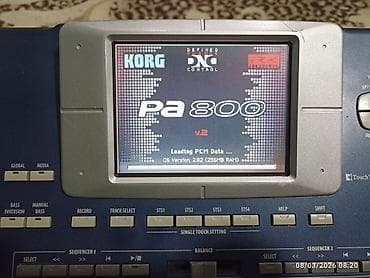 KORG
DEFINED
DNC
CONTROL
RX
Pa800
v.2
Loading PCM Data ...
OS Version: 2.02 (256MB RAM)
GLOBAL
MEDIA
BASS INVERSION
MANUAL BASS
RECORD
TRACK SELECT
STS1
STS2
STS3
STS4
HELP
SHIFT
SINGLE TOUCH SETTING
TouchV
SEQUENCER 1
BALANCE
SEQUENCER 2
SELECT
<<
>>
SELECT
<<
08/03/2026 08:20